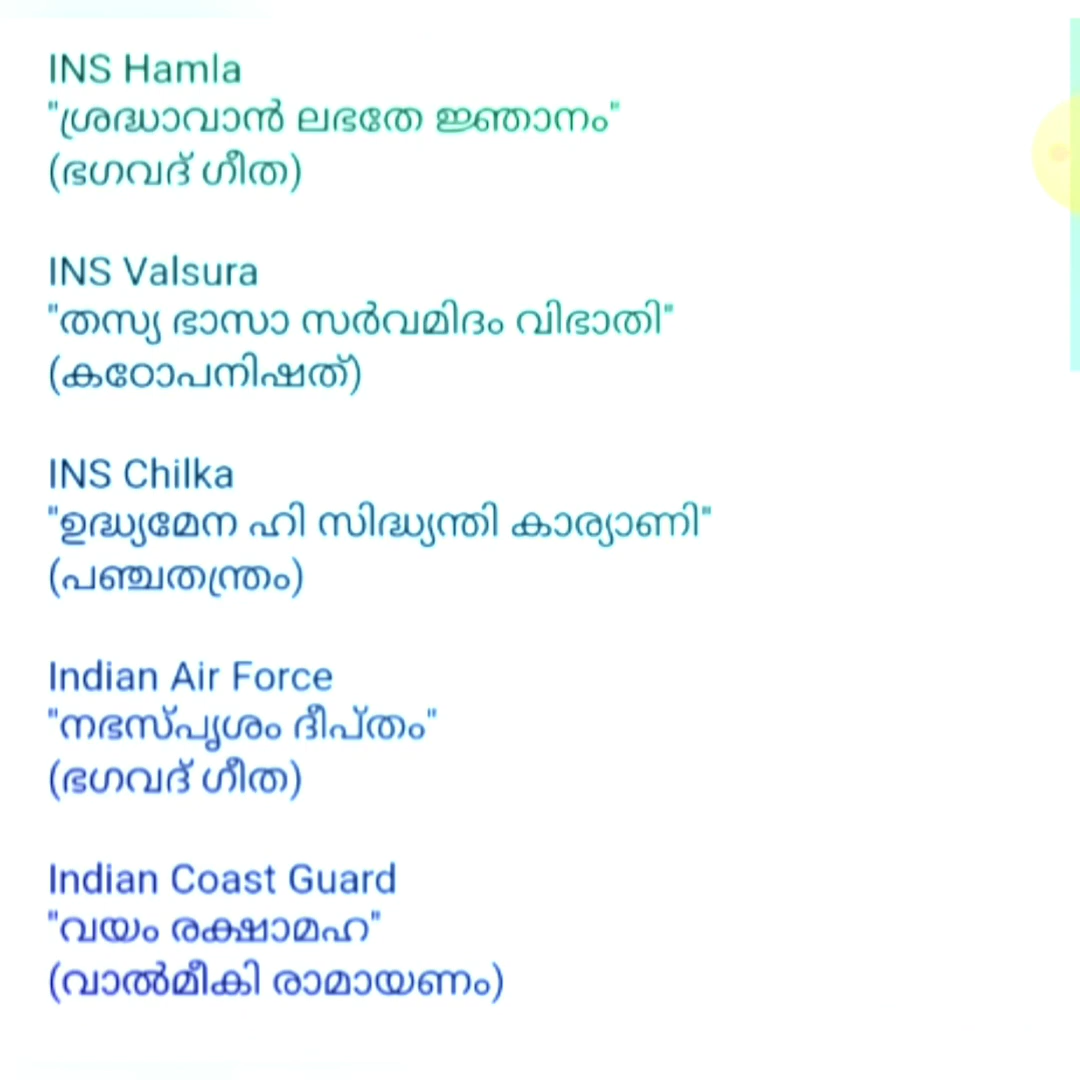 INS Hamla
"ശ്രദ്ധാവാൻ ലഭതേ ജ്ഞാനം"
(ഭഗവദ് ഗീത)
INS Valsura
"തസ്യ ഭാസാ സർവമിദം വിഭാതി"
(കഠോപനിഷത്)
INS Chilka
"ഉദ്ധ്യമേന ഹി സിദ്ധ്യന്തി കാര്യാണി"
(പഞ്ചതന്ത്രം)
Indian Air Force
"നഭസ്പൃശം ദീപ്തം"
(ഭഗവദ് ഗീത)
Indian Coast Guard
"വയം രക്ഷാമഹ"
(വാൽമീകി രാമായണം)